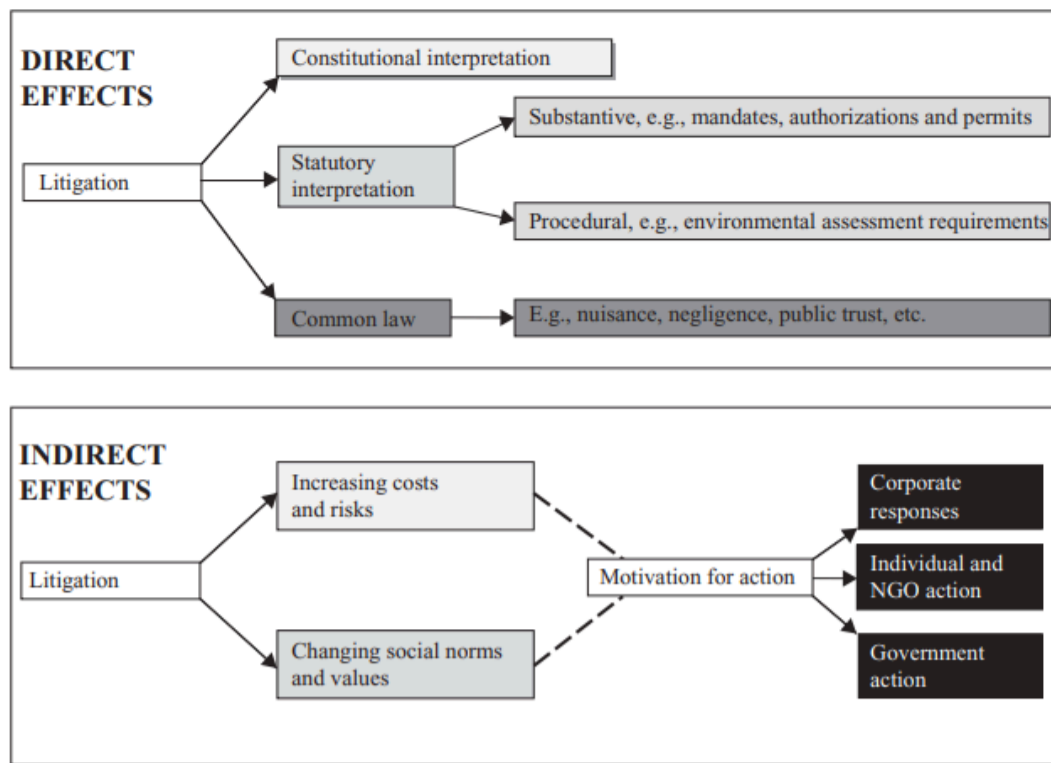 DIRECT
EFFECTS
Constitutional interpretation
Substantive, e.g., mandates, authorizations and permits
Litigation
Statutory
interpretation
Procedural, e.g., environmental assessment requirements
Common law
E.g., nuisance, negligence, public trust, etc.
INDIRECT
EFFECTS
Increasing costs
and risks
Corporate
responses
Litigation
Motivation for action
Individual and
NGO action
Changing social norms
and values
Government
action